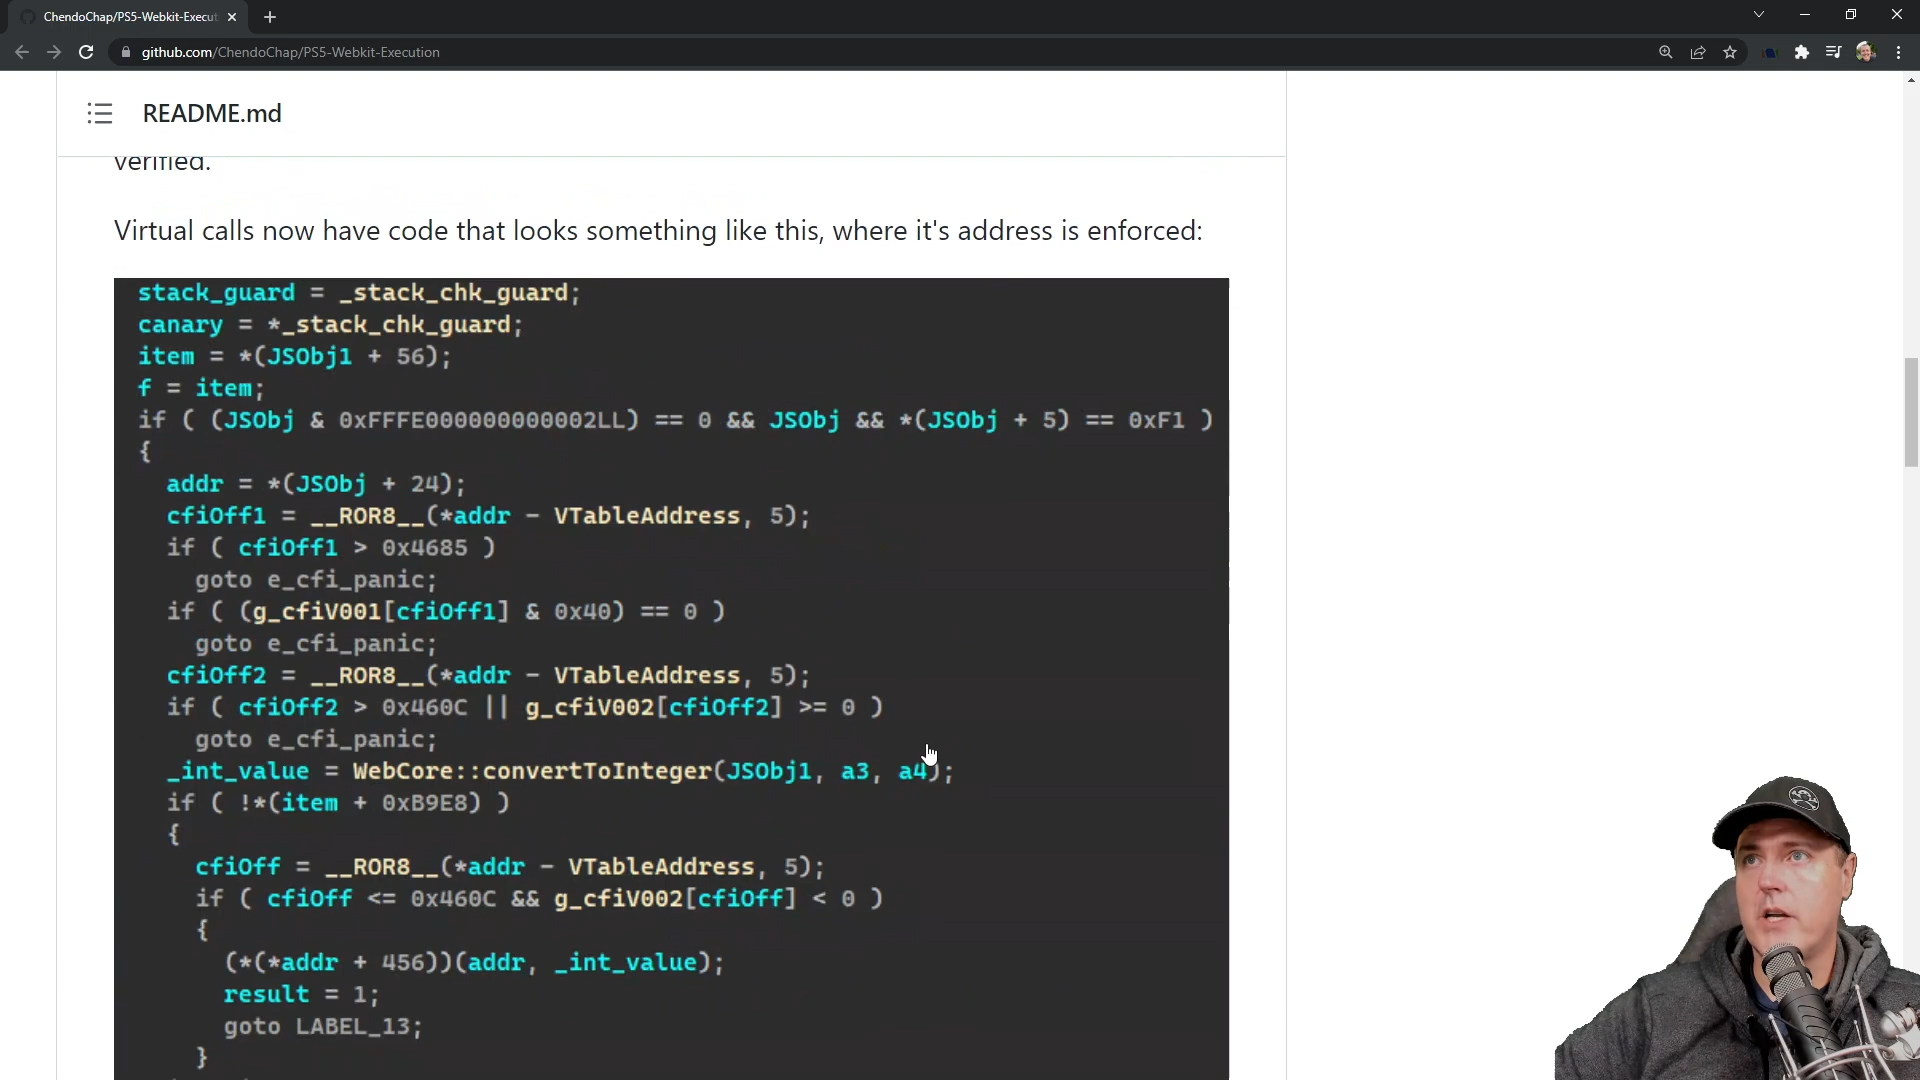 ChendoChap/PS5-Webkit-Execut
github.com/ChendoChap/PS5-Webkit-Execution
README.md
verified.
Virtual calls now have code that looks something like this, where it's address is enforced:
stack_guard = _stack_chk_guard;
canary = *_stack_chk_guard;
item = *(JSObj1 + 56);
f = item;
if ( (JSObj & 0xFFFE000000000002LL) == 0 && JSObj && *(JSObj + 5) == 0xF1 )
{
addr = *(JSObj + 24);
cfiOff1 = __ROR8__(*addr - VTableAddress, 5);
if ( cfiOff1 > 0x4685 )
goto e_cfi_panic;
if ( (g_cfiV001[cfiOff1] & 0x40) == 0 )
goto e_cfi_panic;
cfiOff2 = __ROR8__(*addr - VTableAddress, 5);
if ( cfiOff2 > 0x460C || g_cfiV002[cfiOff2] >= 0 )
goto e_cfi_panic;
_int_value = WebCore::convertToInteger(JSObj1, a3, a4);
if ( !*(item + 0xB9E8) )
{
cfiOff = __ROR8__(*addr - VTableAddress, 5);
if ( cfiOff <= 0x460C && g_cfiV002[cfiOff] < 0 )
{
(*(*addr + 456))(addr, _int_value);
result = 1;
goto LABEL_13;
}